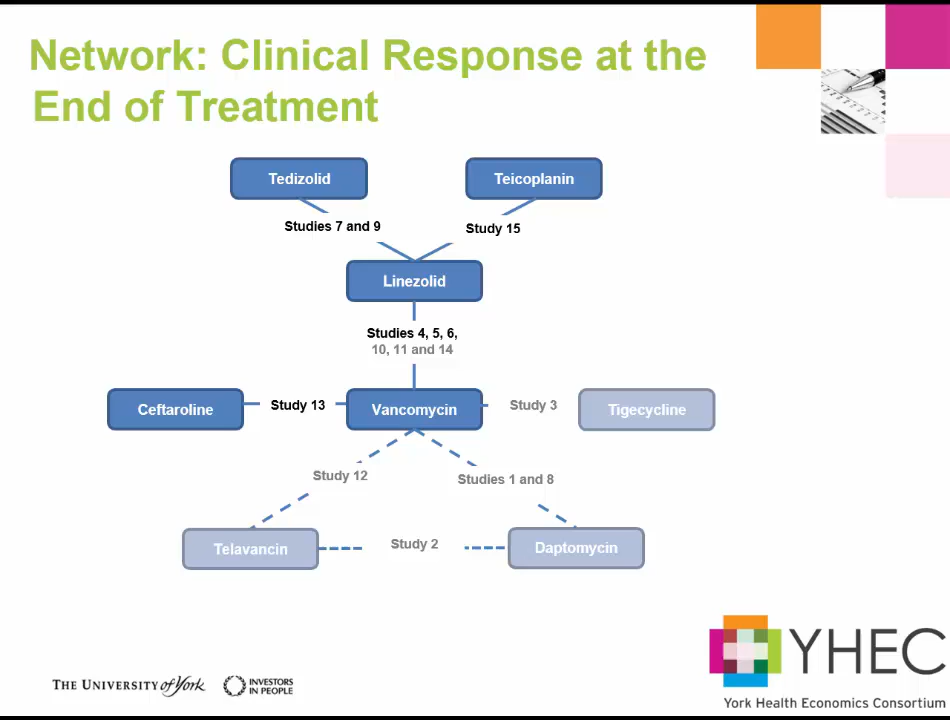 Network: Clinical Response at the
End of Treatment
Tedizolid
Teicoplanin
Studies 7 and 9
Study 15
Linezolid
Studies 4, 5, 6,
10, 11 and 14
Ceftaroline
Study 13
Vancomycin
Study 3
Tigecycline
Study 12
Studies 1 and 8
Telavancin
Study 2
Daptomycin
THE UNIVERSITY of York
INVESTORS
IN PEOPLE
YHEC
York Health Economics Consortium